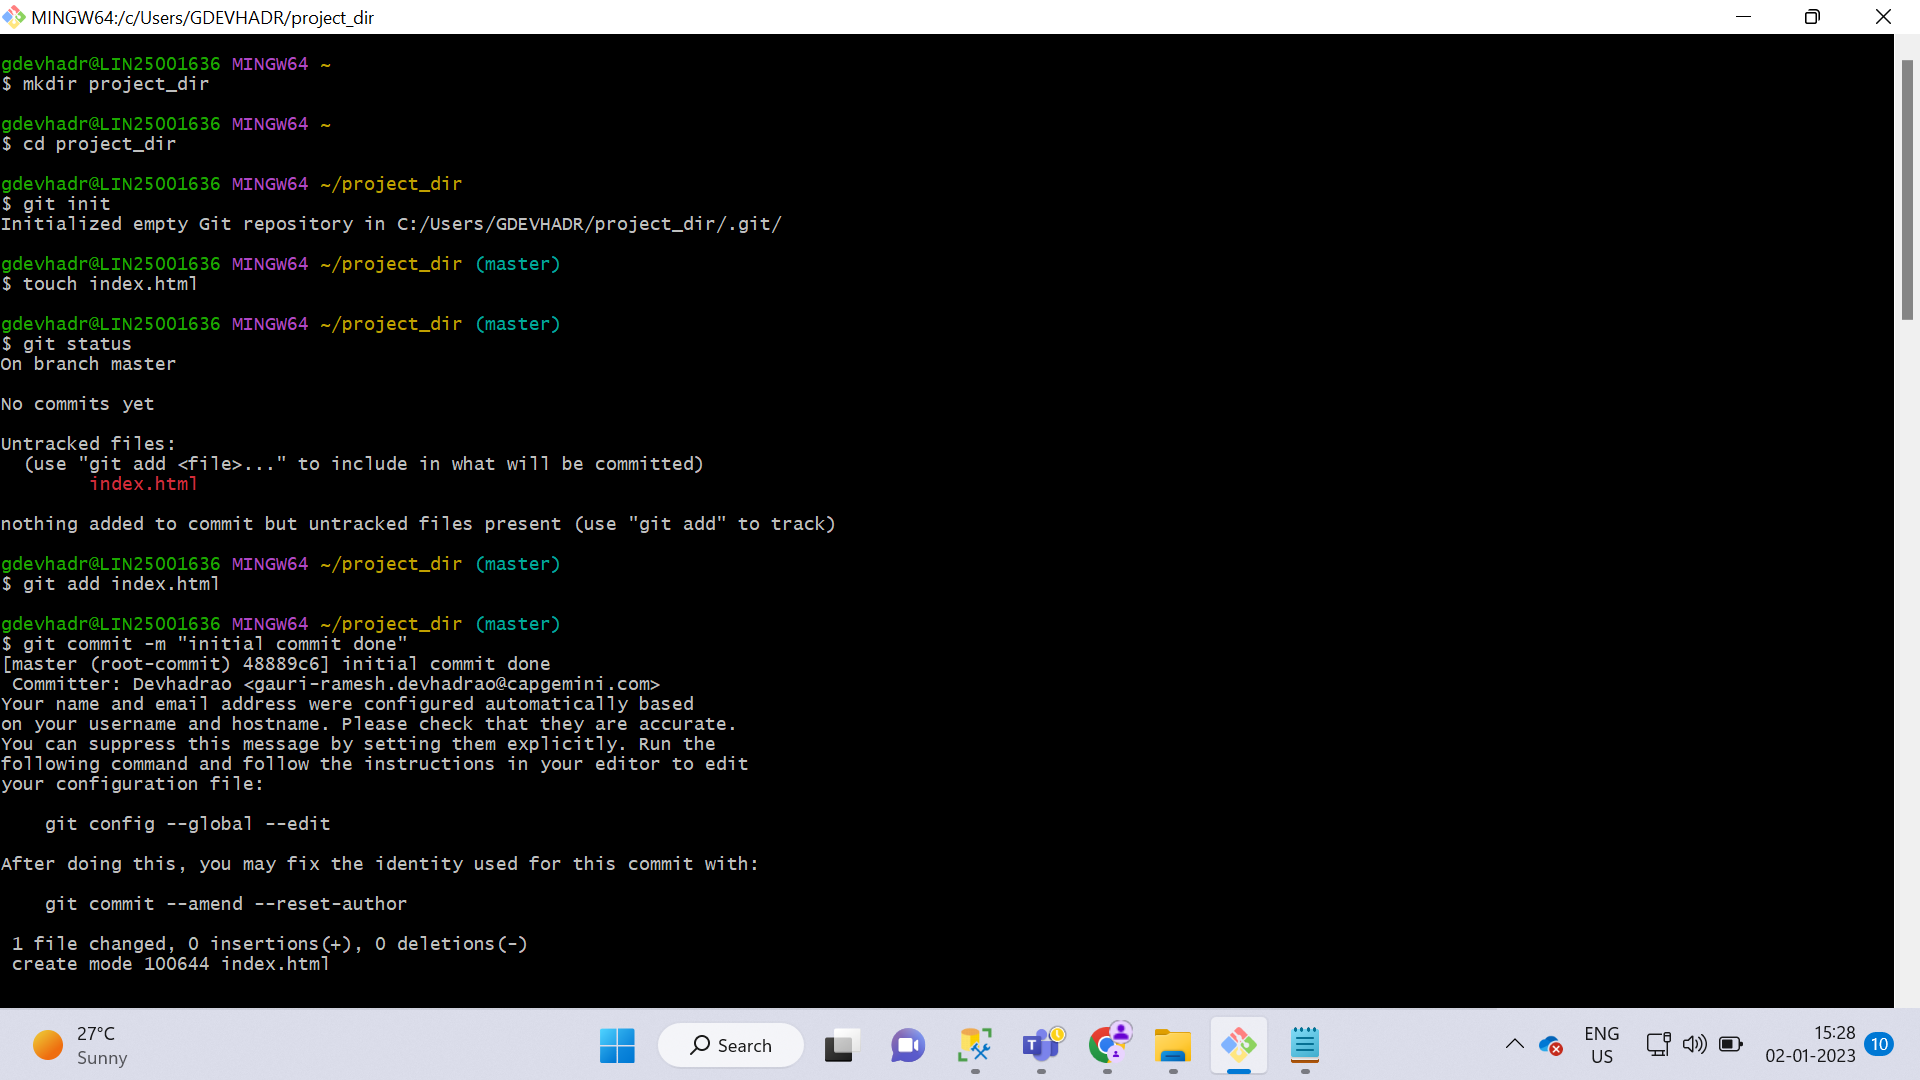 MINGW64:/c/Users/GDEVHADR/project_dir
gdevhadr@LIN25001636 MINGW64 ~
$ mkdir project_dir
gdevhadr@LIN25001636 MINGW64 ~
$ cd project_dir
gdevhadr@LIN25001636 MINGW64 ~/project_dir
$ git init
Initialized empty Git repository in C:/Users/GDEVHADR/project_dir/.git/
gdevhadr@LIN25001636 MINGW64 ~/project_dir (master)
$ touch index.html
gdevhadr@LIN25001636 MINGW64 ~/project_dir (master)
$ git status
On branch master
No commits yet
Untracked files:
  (use "git add <file>..." to include in what will be committed)
        index.html
nothing added to commit but untracked files present (use "git add" to track)
gdevhadr@LIN25001636 MINGW64 ~/project_dir (master)
$ git add index.html
gdevhadr@LIN25001636 MINGW64 ~/project_dir (master)
$ git commit -m "initial commit done"
[master (root-commit) 48889c6] initial commit done
 Committer: Devhadrao <gauri-ramesh.devhadrao@capgemini.com>
Your name and email address were configured automatically based
on your username and hostname. Please check that they are accurate.
You can suppress this message by setting them explicitly. Run the
following command and follow the instructions in your editor to edit
your configuration file:
    git config --global --edit
After doing this, you may fix the identity used for this commit with:
    git commit --amend --reset-author
 1 file changed, 0 insertions(+), 0 deletions(-)
 create mode 100644 index.html
27°C
Sunny
Search
T
ENG
US
15:28
02-01-2023
10